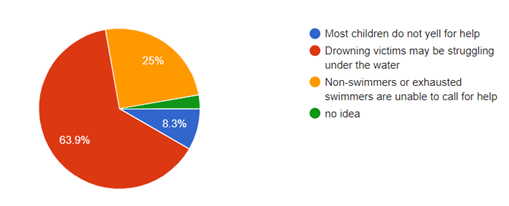 25%
8.3%
63.9%
Most children do not yell for help
Drowning victims may be struggling
under the water
Non-swimmers or exhausted
swimmers are unable to call for help
no idea